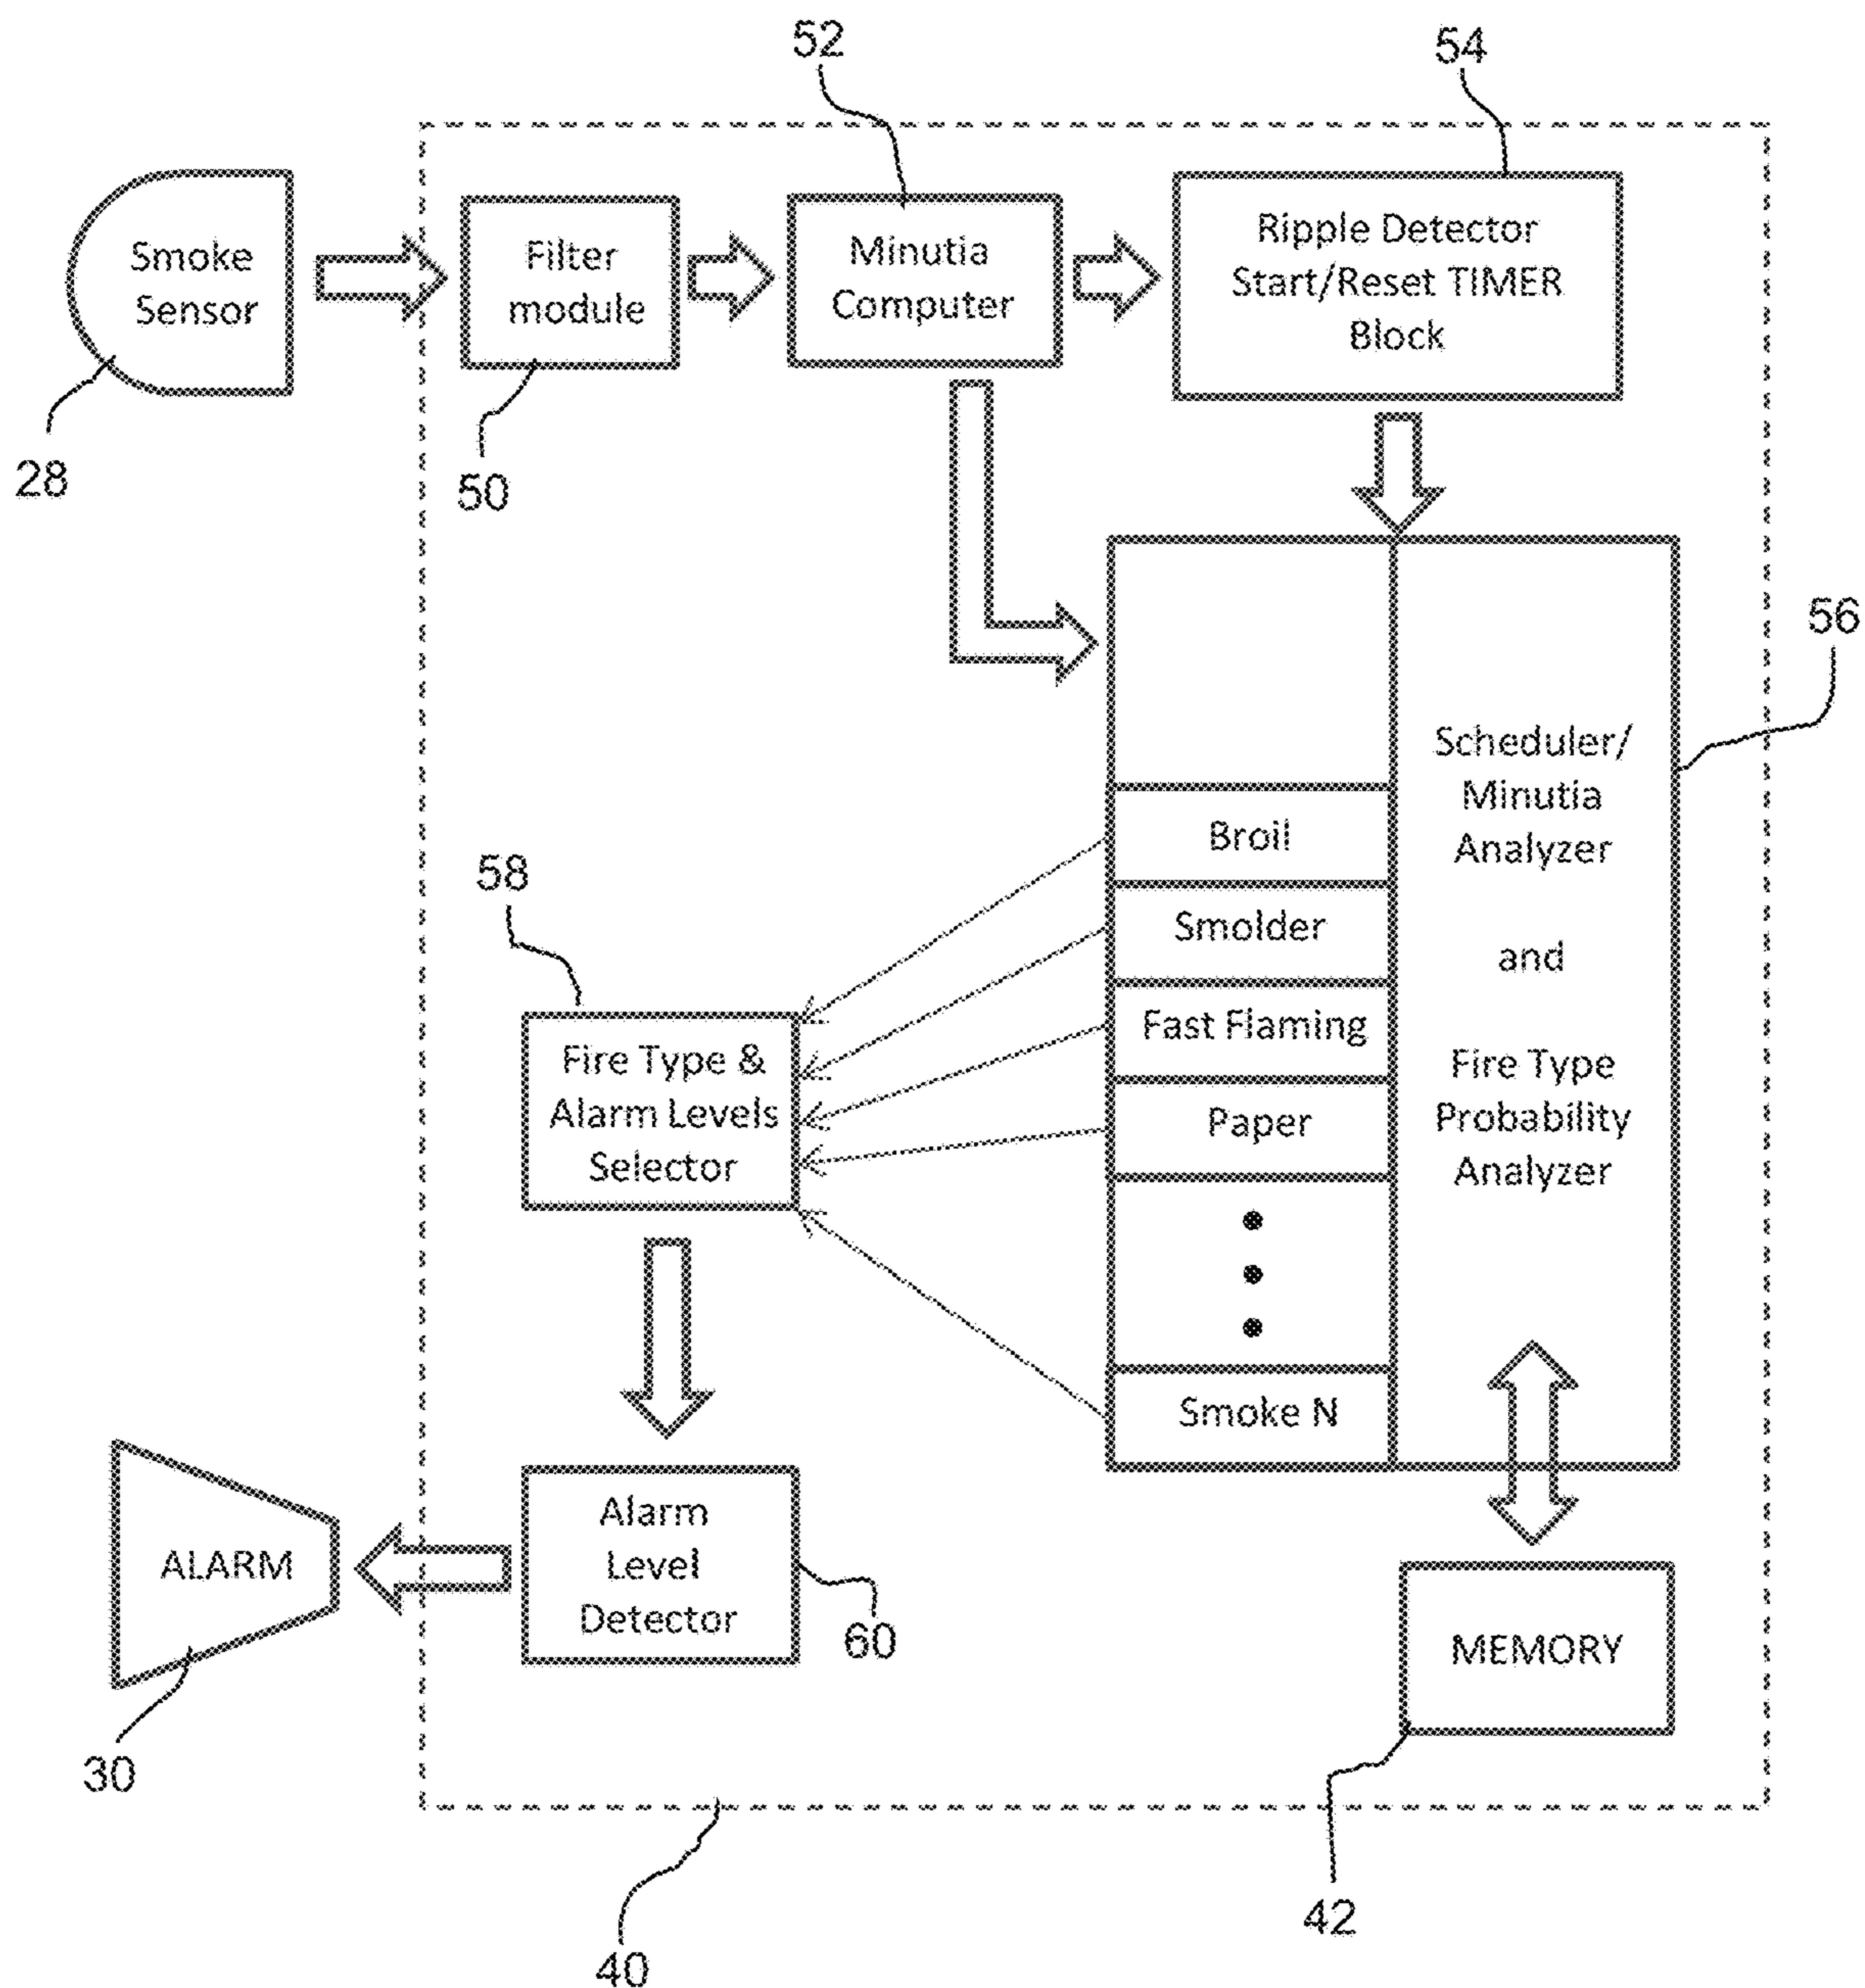 52
54
Smoke
Sensor
Filter
module
Minutia
Computer
Ripple Detector
Start/Reset TIMER
Block
28
50
56
Scheduler/
Minutia
Analyzer
and
Fire Type
Probability
Analyzer
Broil
Smolder
Fast Flaming
Paper
Smoke N
58
Fire Type &
Alarm Levels
Selector
Alarm
Level
Detector
ALARM
60
MEMORY
30
42
40